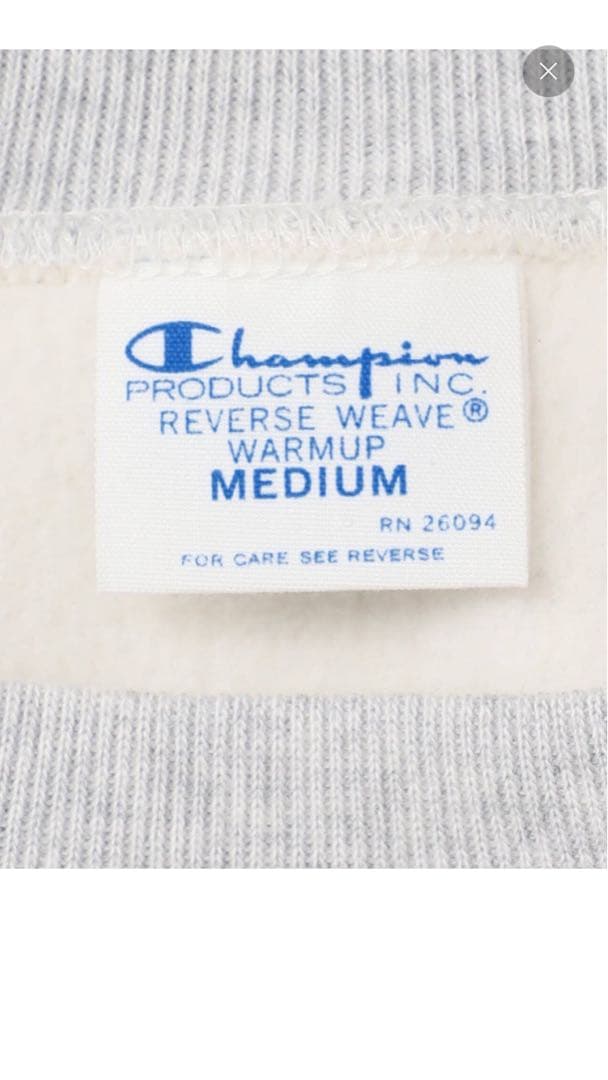 Champion
PRODUCTS INC.
REVERSE WEAVE®
WARMUP
MEDIUM
RN 26094
FOR CARE SEE REVERSE